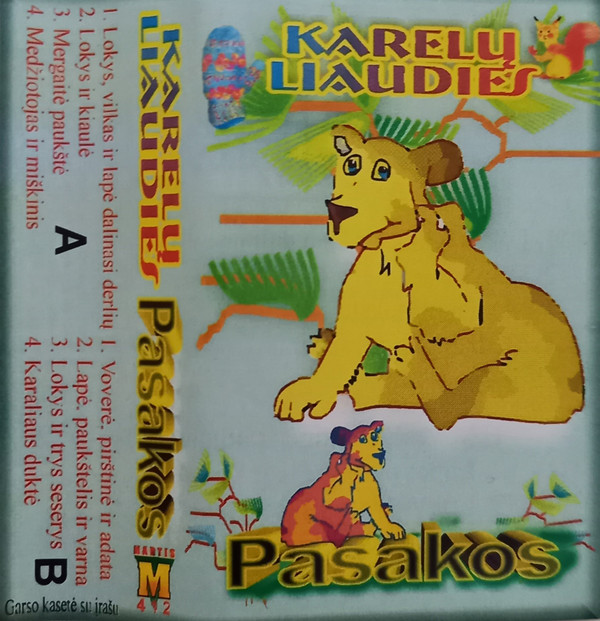 KARELŲ
LIAUDIES
Pasakos
KARELŲ
LIAUDIES
Pasakos
MANTIS
M
42
1. Lokys, vilkas ir lapė dalinasi derlių
2. Lokys ir kiaulė
3. Mergaitė paukštė
4. Medžiotojas ir miškinis
A
1. Voverė, pirštinė ir adata
2. Lapė, paukštelis ir varna
3. Lokys ir trys seserys
4. Karaliaus duktė
B
Garso kasetė su įrašu